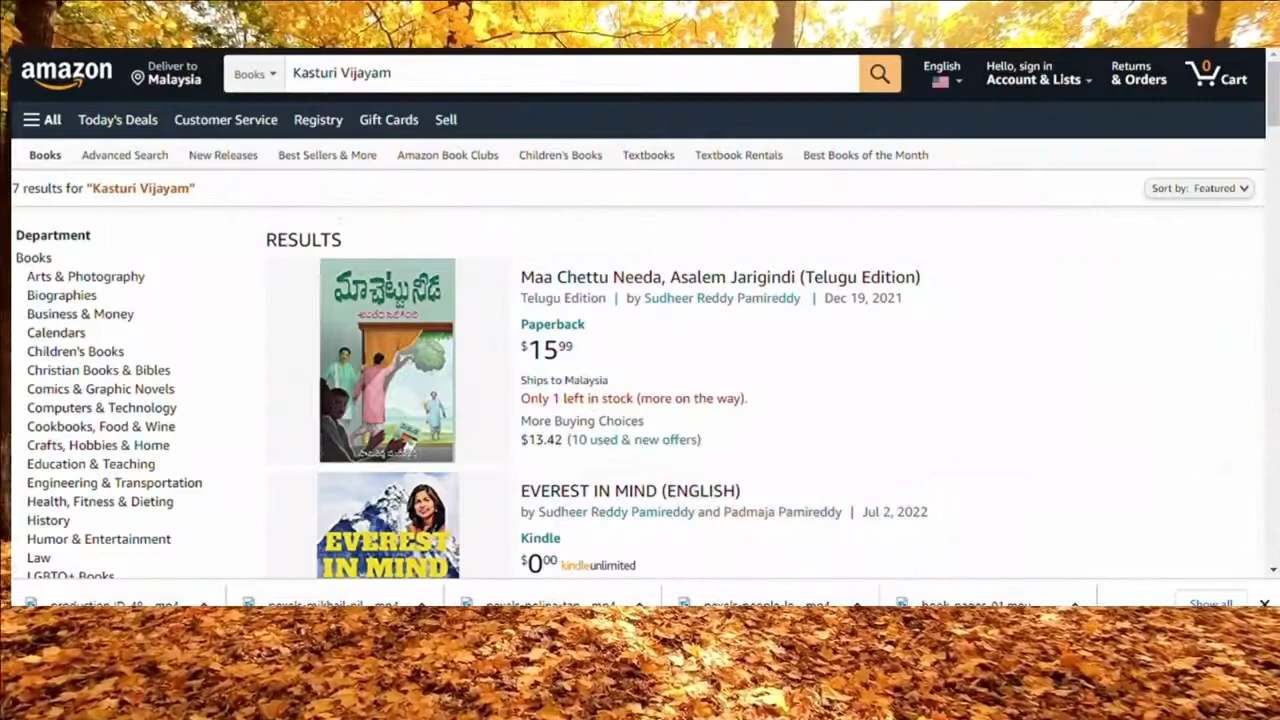 amazon
Deliver to
Malaysia
Books
Kasturi Vijayam
English
Hello, sign in
Account & Lists
Returns
& Orders
0
Cart
All
Today's Deals
Customer Service
Registry
Gift Cards
Sell
Books
Advanced Search
New Releases
Best Sellers & More
Amazon Book Clubs
Children's Books
Textbooks
Textbook Rentals
Best Books of the Month
7 results for "Kasturi Vijayam"
Sort by: Featured
Department
Books
Arts & Photography
Biographies
Business & Money
Calendars
Children's Books
Christian Books & Bibles
Comics & Graphic Novels
Computers & Technology
Cookbooks, Food & Wine
Crafts, Hobbies & Home
Education & Teaching
Engineering & Transportation
Health, Fitness & Dieting
History
Humor & Entertainment
Law
LGBTQ+ Books
RESULTS
మా చెట్టు నీడ
Maa Chettu Needa, Asalem Jarigindi (Telugu Edition)
Telugu Edition | by Sudheer Reddy Pamireddy | Dec 19, 2021
Paperback
$15 99
Ships to Malaysia
Only 1 left in stock (more on the way).
More Buying Choices
$13.42 (10 used & new offers)
EVEREST
IN MIND
EVEREST IN MIND (ENGLISH)
by Sudheer Reddy Pamireddy and Padmaja Pamireddy | Jul 2, 2022
Kindle
$0 00 kindleunlimited
Show all